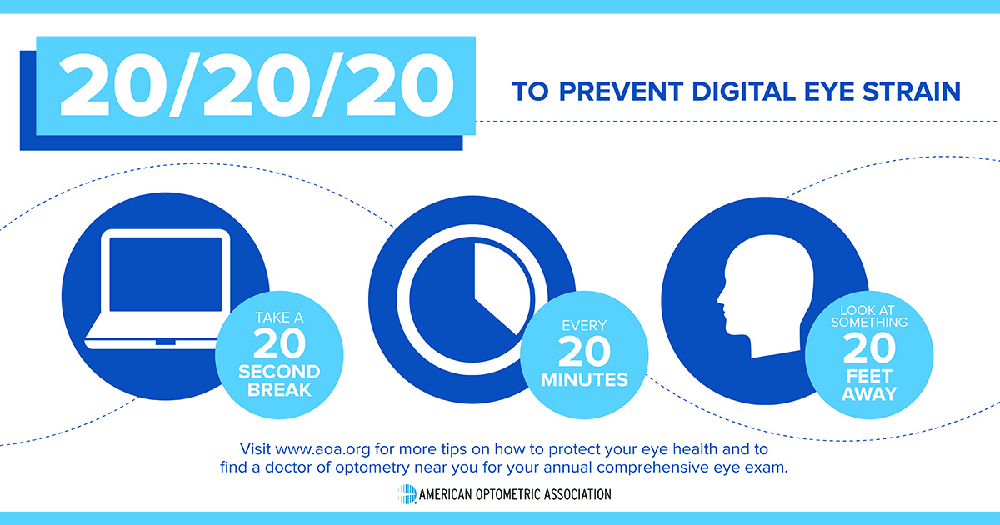 20/20/20
TO PREVENT DIGITAL EYE STRAIN
TAKE A
20
SECOND
BREAK
EVERY
20
MINUTES
LOOK AT
SOMETHING
20
FEET
AWAY
Visit www.aoa.org for more tips on how to protect your eye health and to
find a doctor of optometry near you for your annual comprehensive eye exam.
AMERICAN OPTOMETRIC ASSOCIATION